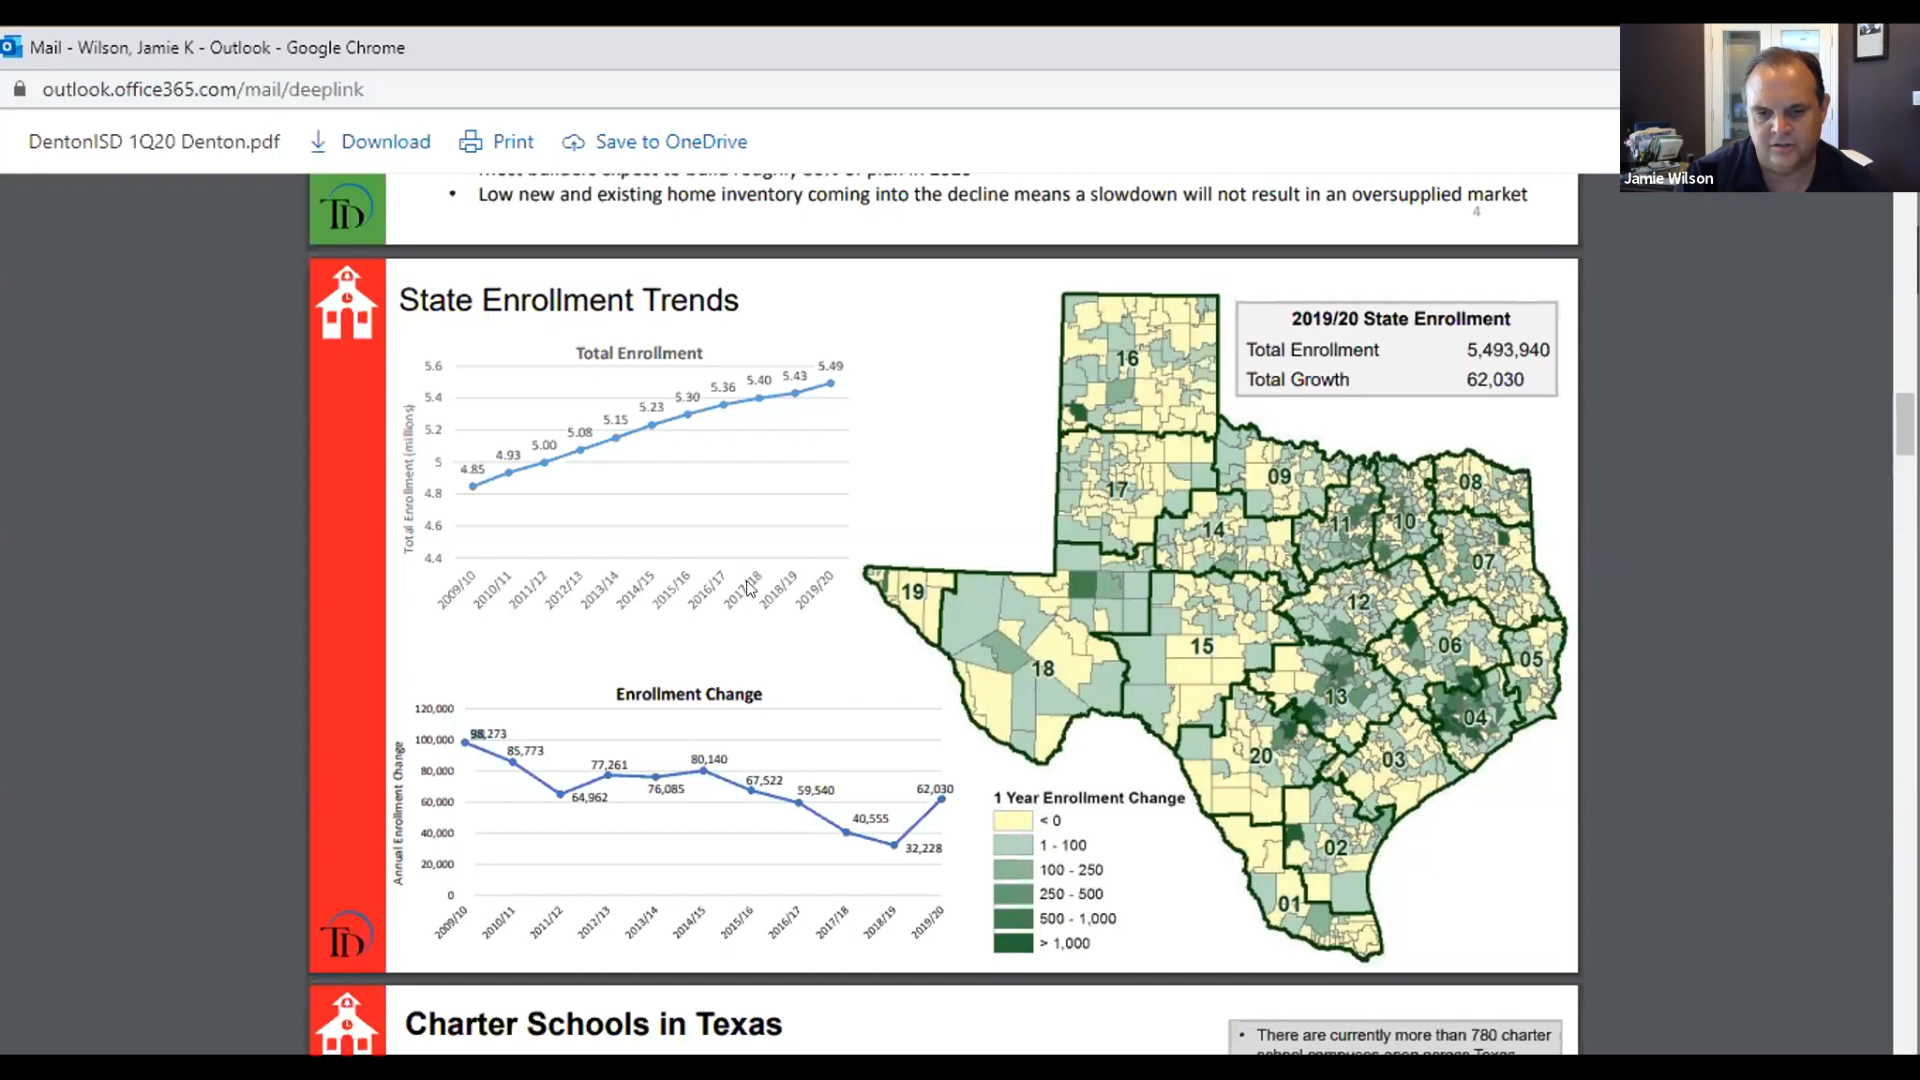 Mail - Wilson, Jamie K - Outlook - Google Chrome
outlook.office365.com/mail/deeplink
DentonISD 1Q20 Denton.pdf Download Print Save to OneDrive
Jamie Wilson
• Low new and existing home inventory coming into the decline means a slowdown will not result in an oversupplied market
4
TD
State Enrollment Trends
Total Enrollment
Total Enrollment (millions)
5.6
5.4
5.2
5
4.8
4.6
4.4
4.85 4.93 5.00 5.08 5.15 5.23 5.30 5.36 5.40 5.43 5.49
2009/10 2010/11 2011/12 2012/13 2013/14 2014/15 2015/16 2016/17 2017/18 2018/19 2019/20
Enrollment Change
Annual Enrollment Change
120,000
100,000
80,000
60,000
40,000
20,000
0
98,273 85,773 64,962 77,261 76,085 80,140 67,522 59,540 40,555 32,228 62,030
2009/10 2010/11 2011/12 2012/13 2013/14 2014/15 2015/16 2016/17 2017/18 2018/19 2019/20
2019/20 State Enrollment
Total Enrollment 5,493,940
Total Growth 62,030
16
17
09
08
14
11
10
07
19
12
18
15
06
05
13
04
20
03
02
01
1 Year Enrollment Change
< 0
1 - 100
100 - 250
250 - 500
500 - 1,000
> 1,000
TD
Charter Schools in Texas
• There are currently more than 780 charter